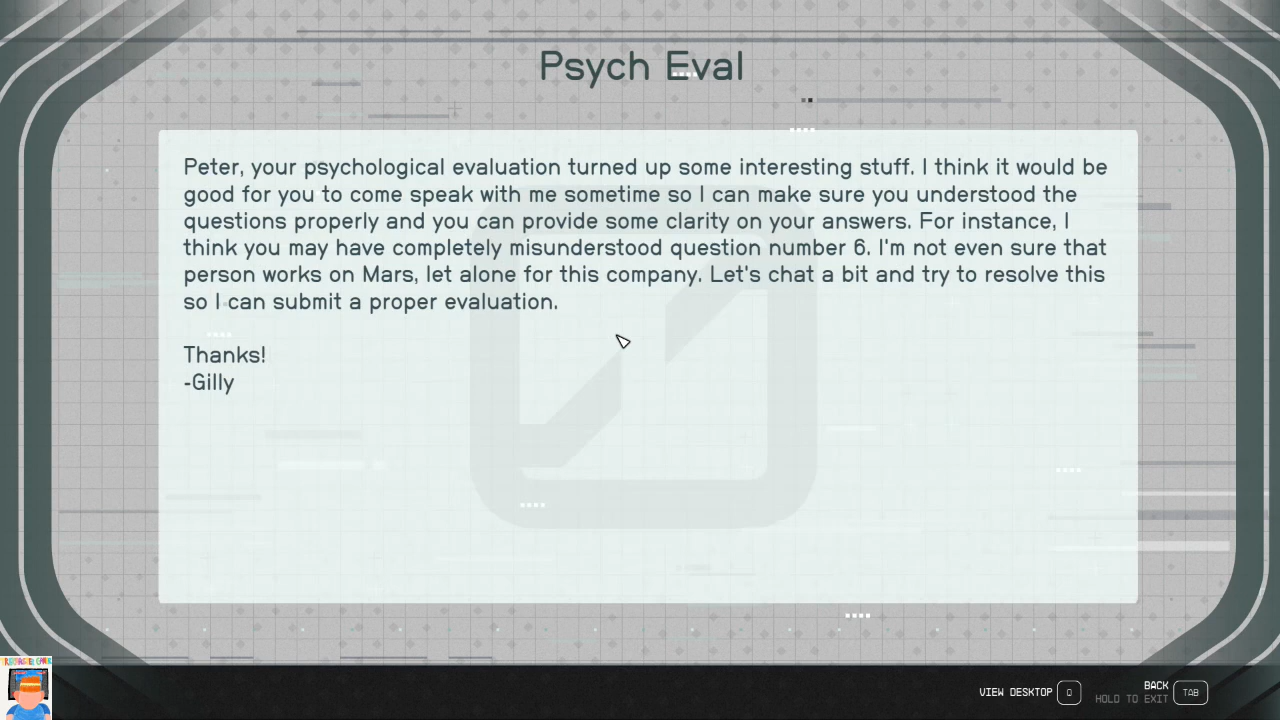 Psych Eval
Peter, your psychological evaluation turned up some interesting stuff. I think it would be
good for you to come speak with me sometime so I can make sure you understood the
questions properly and you can provide some clarity on your answers. For instance, I
think you may have completely misunderstood question number 6. I'm not even sure that
person works on Mars, let alone for this company. Let's chat a bit and try to resolve this
so I can submit a proper evaluation.
Thanks!
-Gilly
VIEW DESKTOP Q
BACK
HOLD TO EXIT TAB